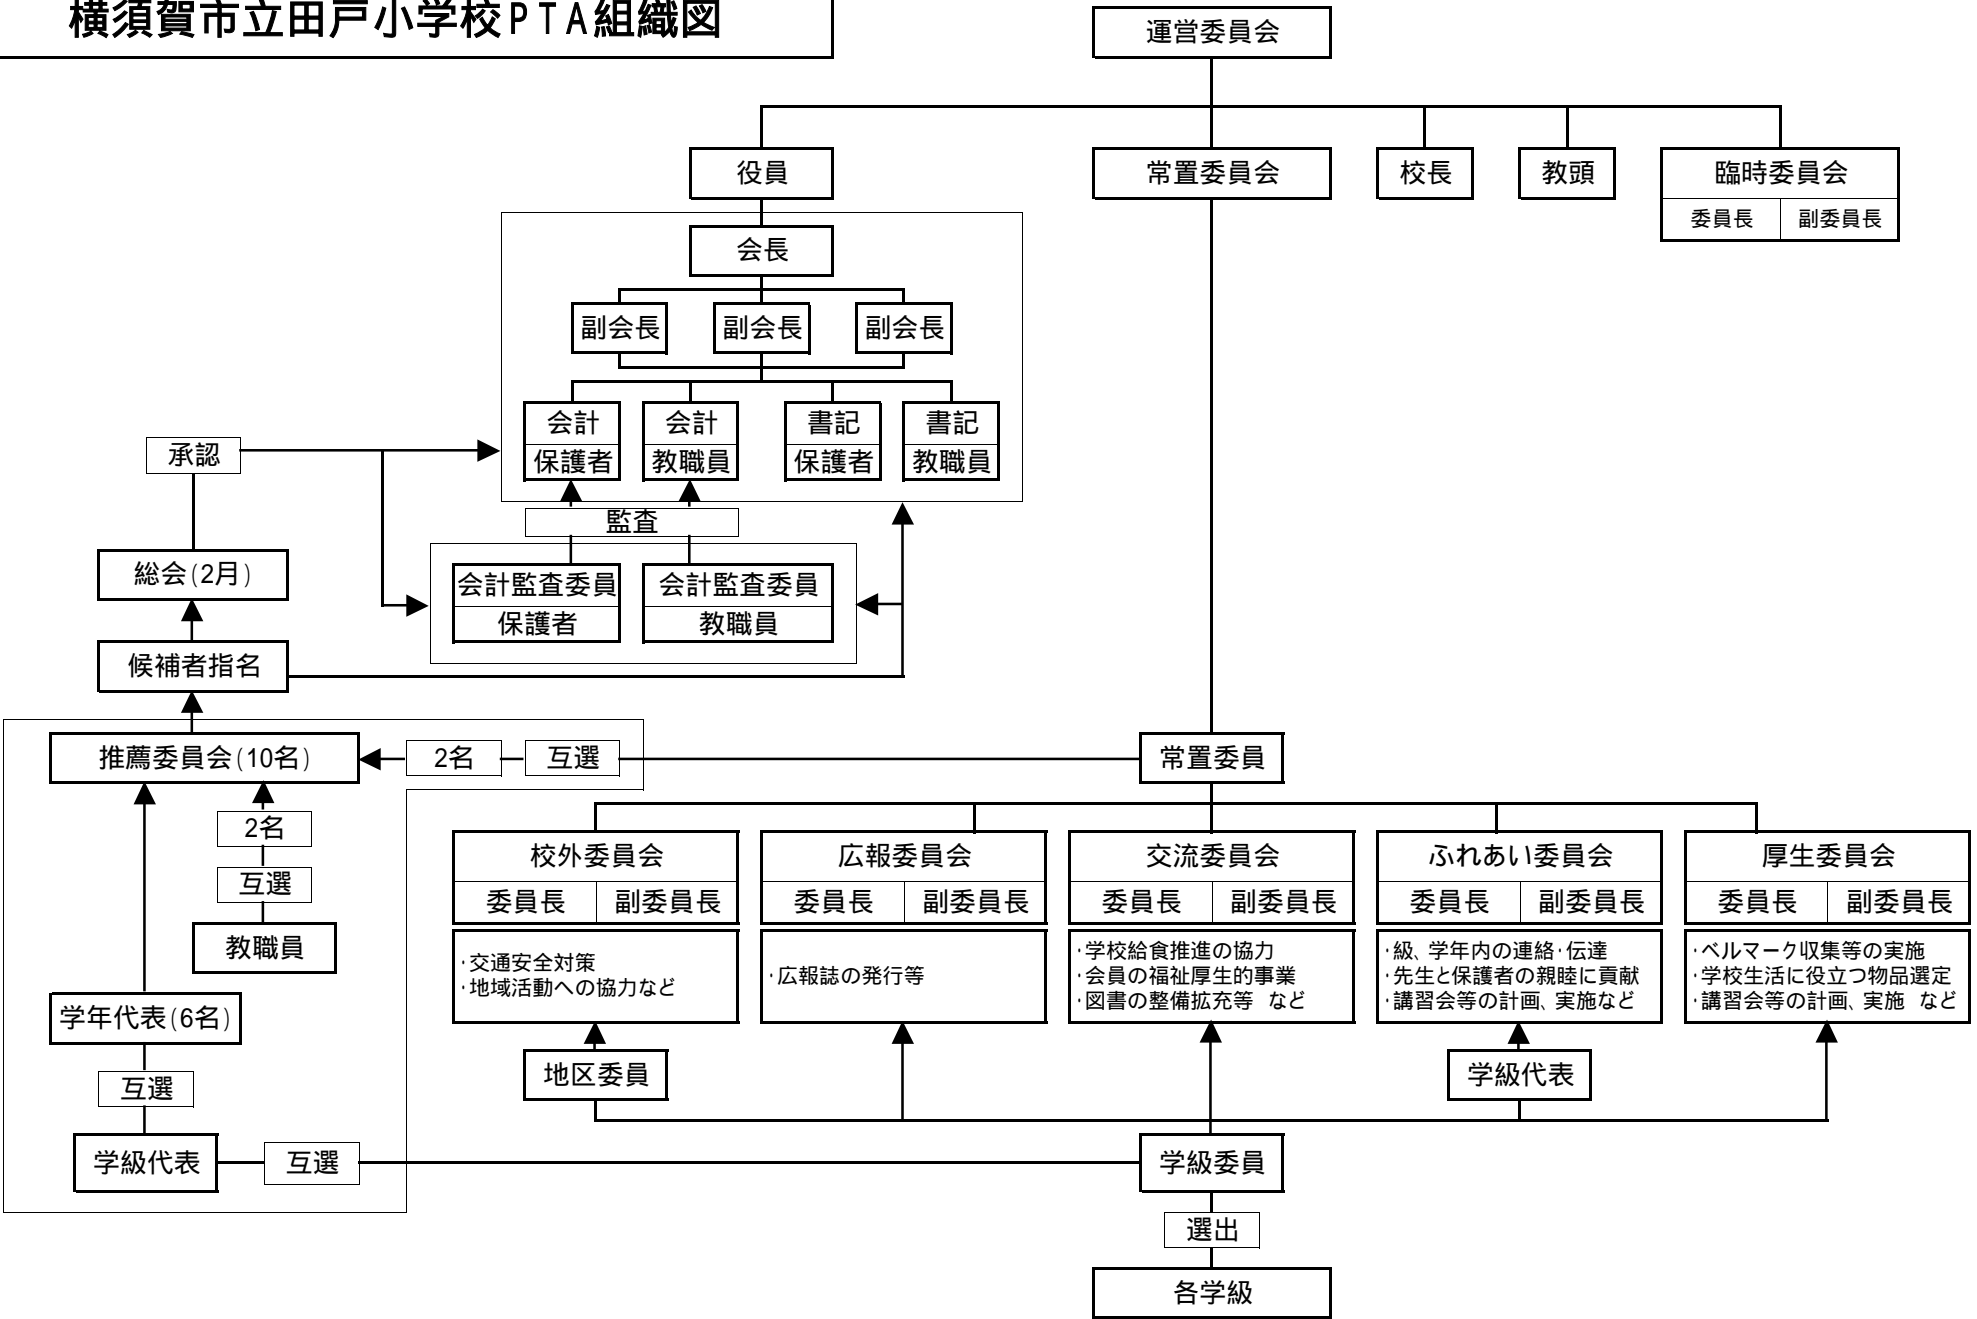 横須賀市立田戸小学校PTA組織図
運営委員会
役員
常置委員会
校長
教頭
臨時委員会
委員長 副委員長
会長
副会長 副会長 副会長
会計 会計 書記 書記
保護者 教職員 保護者 教職員
承認
監査
総会(2月)
会計監査委員 会計監査委員
保護者 教職員
候補者指名
推薦委員会(10名)
2名
互選
常置委員
2名
互選
教職員
校外委員会
委員長 副委員長
・交通安全対策
・地域活動への協力など
広報委員会
委員長 副委員長
・広報誌の発行等
交流委員会
委員長 副委員長
・学校給食推進の協力
・会員の福祉厚生的事業
・図書の整備拡充等 など
ふれあい委員会
委員長 副委員長
・級、学年内の連絡・伝達
・先生と保護者の親睦に貢献
・講習会等の計画、実施など
厚生委員会
委員長 副委員長
・ベルマーク収集等の実施
・学校生活に役立つ物品選定
・講習会等の計画、実施 など
学年代表(6名)
地区委員
学級代表
互選
学級代表
互選
学級委員
選出
各学級